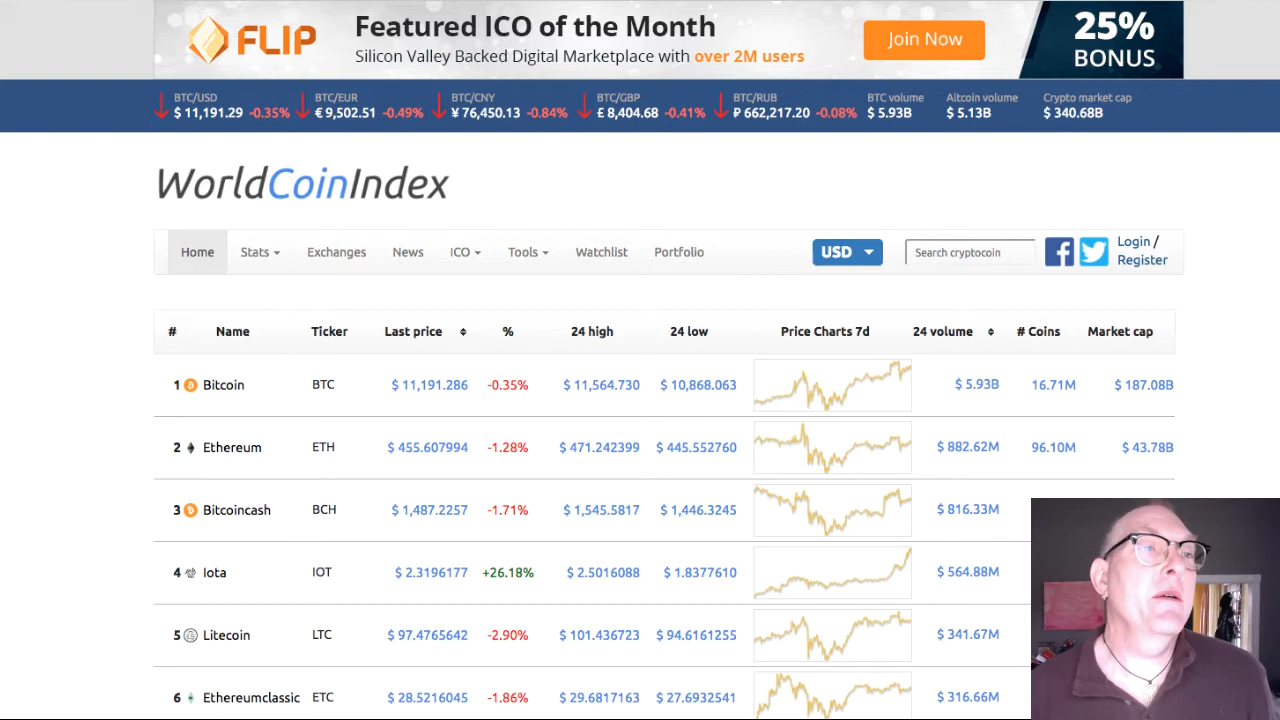 FLIP
Featured ICO of the Month
Silicon Valley Backed Digital Marketplace with over 2M users
Join Now
25%
BONUS
BTC/USD BTC/EUR BTC/CNY BTC/GBP BTC/RUB BTC volume Altcoin volume Crypto market cap
$ 11,191.29 -0.35% € 9,502.51 -0.49% ¥ 76,450.13 -0.84% £ 8,404.68 -0.41% ₽ 662,217.20 -0.08% $ 5.93B $ 5.13B $ 340.68B
WorldCoinIndex
Home Stats Exchanges News ICO Tools Watchlist Portfolio USD Search cryptocoin Login / Register
# Name Ticker Last price % 24 high 24 low Price Charts 7d 24 volume # Coins Market cap
1 Bitcoin BTC $ 11,191.286 -0.35% $ 11,564.730 $ 10,868.063 $ 5.93B 16.71M $ 187.08B
2 Ethereum ETH $ 455.607994 -1.28% $ 471.242399 $ 445.552760 $ 882.62M 96.10M $ 43.78B
3 Bitcoincash BCH $ 1,487.2257 -1.71% $ 1,545.5817 $ 1,446.3245 $ 816.33M
4 Iota IOT $ 2.3196177 +26.18% $ 2.5016088 $ 1.8377610 $ 564.88M
5 Litecoin LTC $ 97.4765642 -2.90% $ 101.436723 $ 94.6161255 $ 341.67M
6 Ethereumclassic ETC $ 28.5216045 -1.86% $ 29.6817163 $ 27.6932541 $ 316.66M